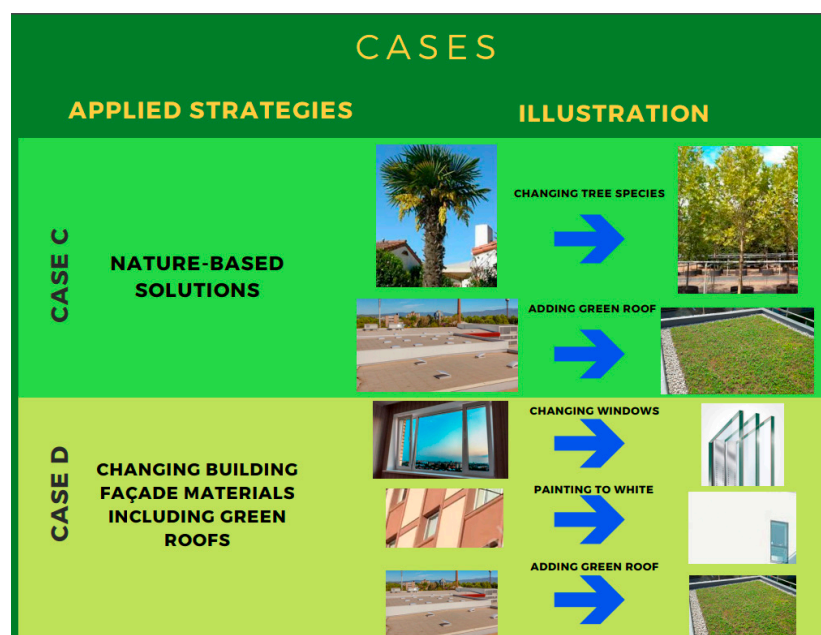 CASES
APPLIED STRATEGIES
ILLUSTRATION
CASE C
NATURE-BASED
SOLUTIONS
CHANGING TREE SPECIES
ADDING GREEN ROOF
CASE D
CHANGING BUILDING
FAÇADE MATERIALS
INCLUDING GREEN
ROOFS
CHANGING WINDOWS
PAINTING TO WHITE
ADDING GREEN ROOF